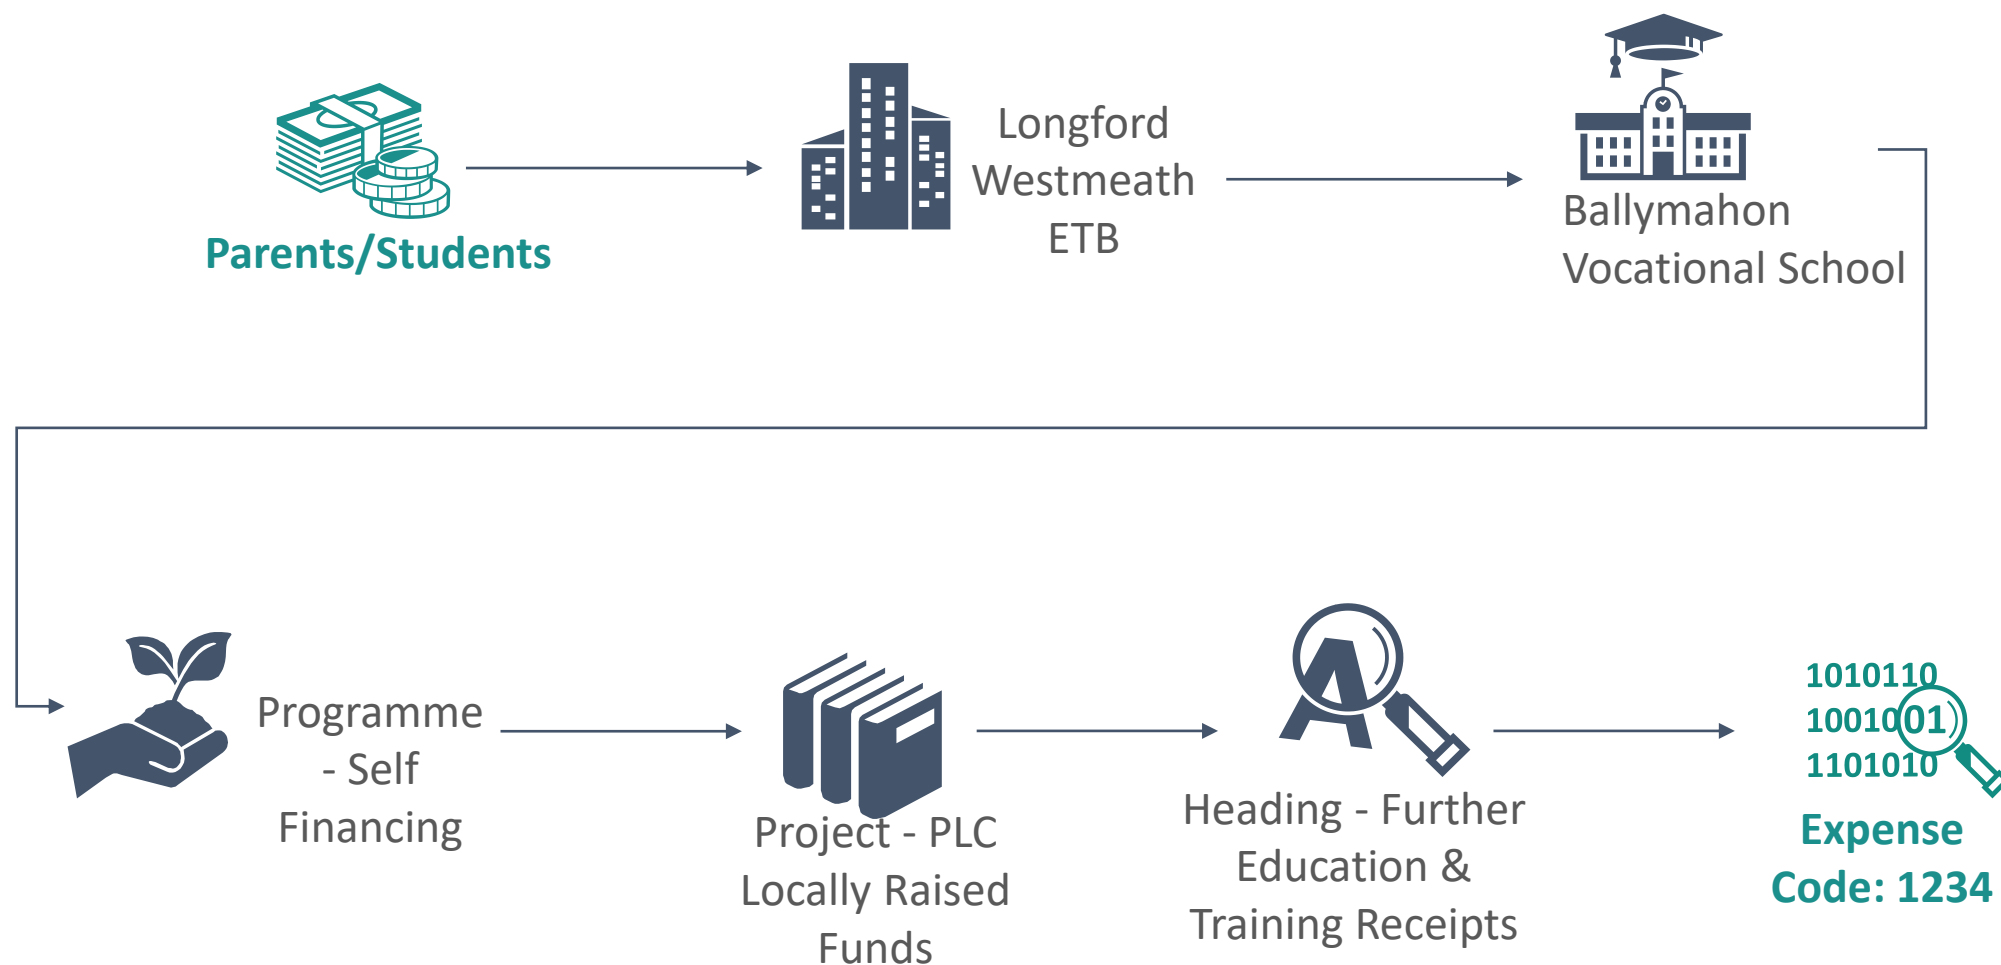 Parents/Students
Longford
Westmeath
ETB
Ballymahon
Vocational School
Programme
- Self
Financing
Project - PLC
Locally Raised
Funds
Heading - Further
Education &
Training Receipts
1010110
1001001
1101010
Expense
Code: 1234